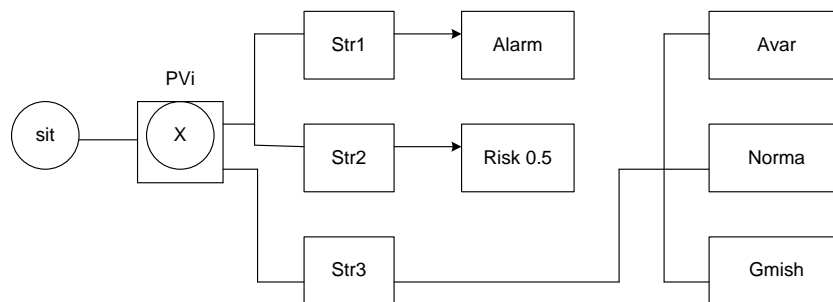 Str1
Alarm
Avar
PVi
sit
X
Str2
Risk 0.5
Norma
Str3
Gmish